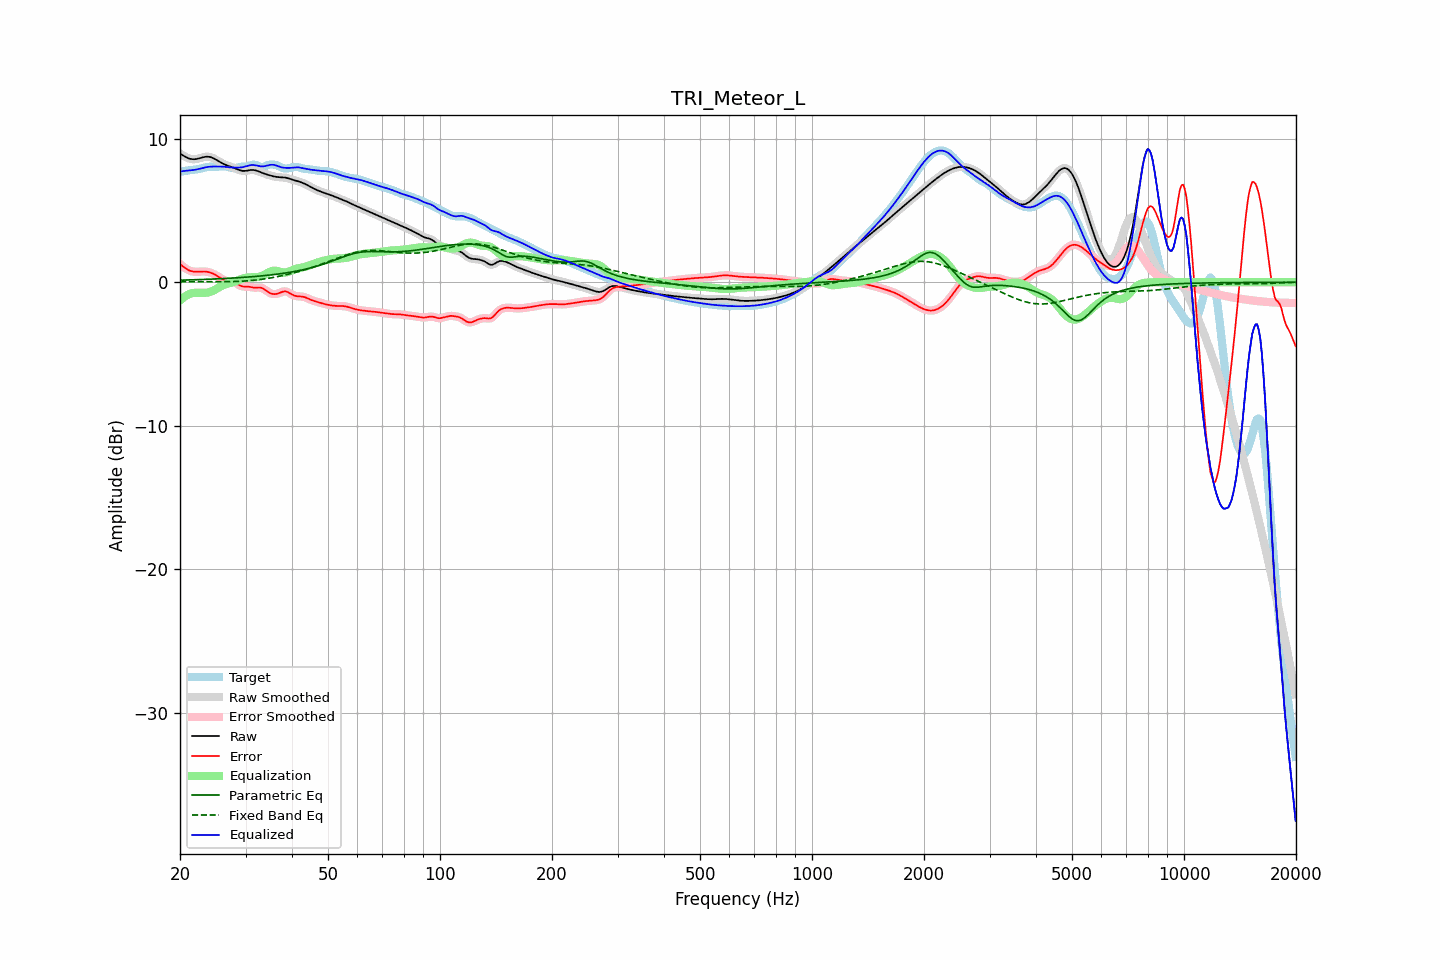 TRI_Meteor_L
Amplitude (dBr)
10
0
−10
−20
−30
Target
Raw Smoothed
Error Smoothed
Raw
Error
Equalization
Parametric Eq
Fixed Band Eq
Equalized
20 50 100 200 500 1000 2000 5000 10000 20000
Frequency (Hz)